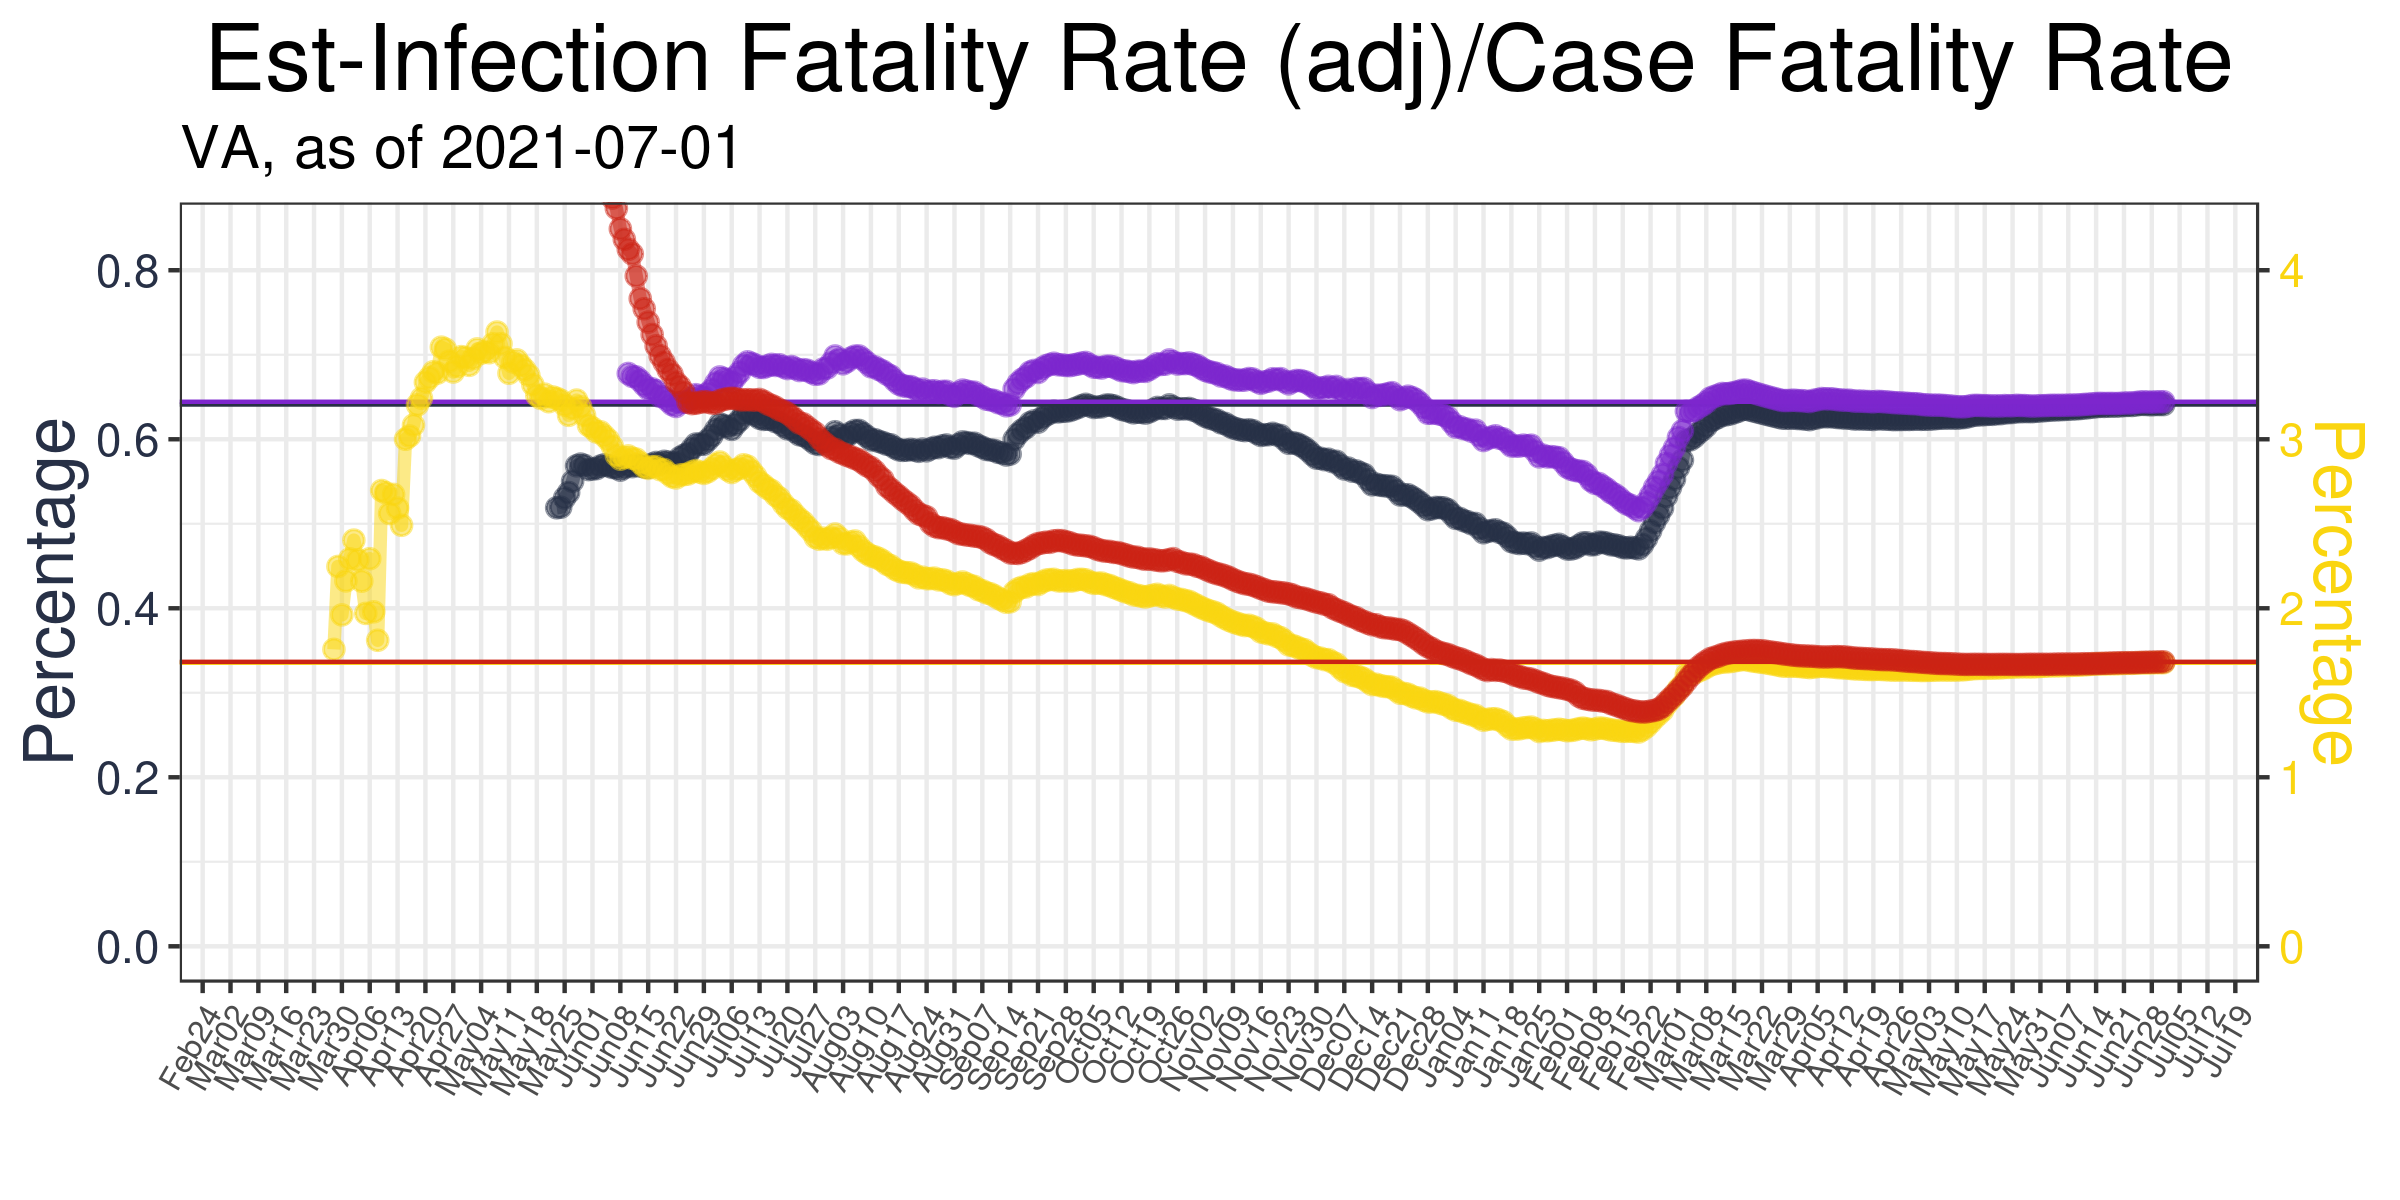 Est-Infection Fatality Rate (adj)/Case Fatality Rate
VA, as of 2021-07-01
Percentage
0.8
0.6
0.4
0.2
0.0
4
3
2
1
0
Percentage
Feb24
Mar02
Mar09
Mar16
Mar23
Mar30
Apr06
Apr13
Apr20
Apr27
May04
May11
May18
May25
Jun01
Jun08
Jun15
Jun22
Jun29
Jul06
Jul13
Jul20
Jul27
Aug03
Aug10
Aug17
Aug24
Aug31
Sep07
Sep14
Sep21
Sep28
Oct05
Oct12
Oct19
Oct26
Nov02
Nov09
Nov16
Nov23
Nov30
Dec07
Dec14
Dec21
Dec28
Jan04
Jan11
Jan18
Jan25
Feb01
Feb08
Feb15
Feb22
Mar01
Mar08
Mar15
Mar22
Mar29
Apr05
Apr12
Apr19
Apr26
May03
May10
May17
May24
May31
Jun07
Jun14
Jun21
Jun28
Jul05
Jul12
Jul19